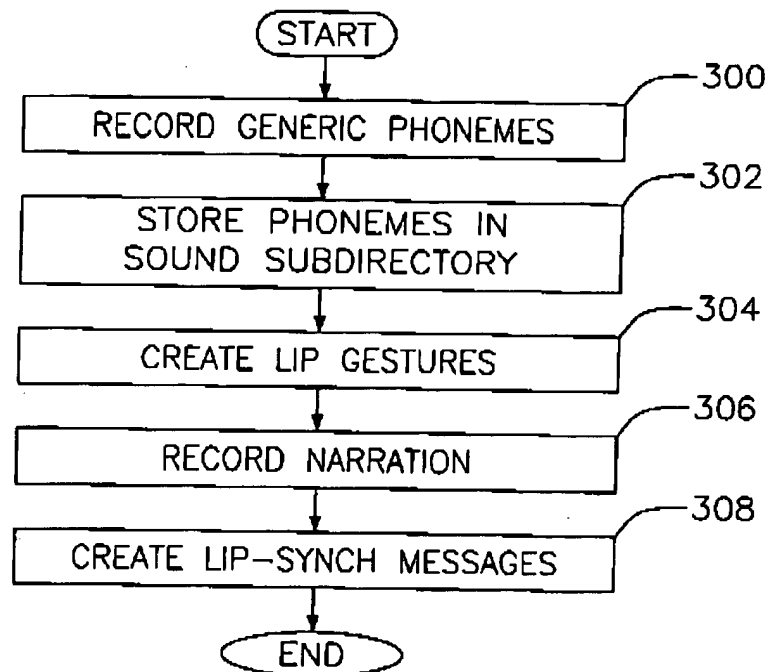 START
300
RECORD GENERIC PHONEMES
302
STORE PHONEMES IN
SOUND SUBDIRECTORY
304
CREATE LIP GESTURES
306
RECORD NARRATION
308
CREATE LIP-SYNCH MESSAGES
END